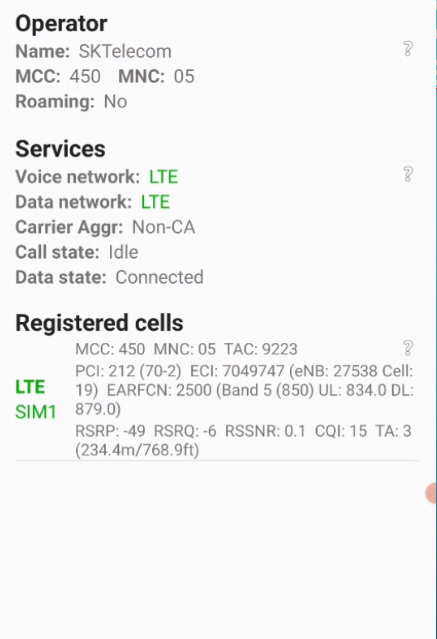 Operator
Name: SKTelecom
MCC: 450 MNC: 05
Roaming: No
Services
Voice network: LTE
Data network: LTE
Carrier Aggr: Non-CA
Call state: Idle
Data state: Connected
Registered cells
MCC: 450 MNC: 05 TAC: 9223
PCI: 212 (70-2) ECI: 7049747 (eNB: 27538 Cell:
LTE
19) EARFCN: 2500 (Band 5 (850) UL: 834.0 DL:
SIM1
879.0)
RSRP: -49 RSRQ: -6 RSSNR: 0.1 CQI: 15 TA: 3
(234.4m/768.9ft)